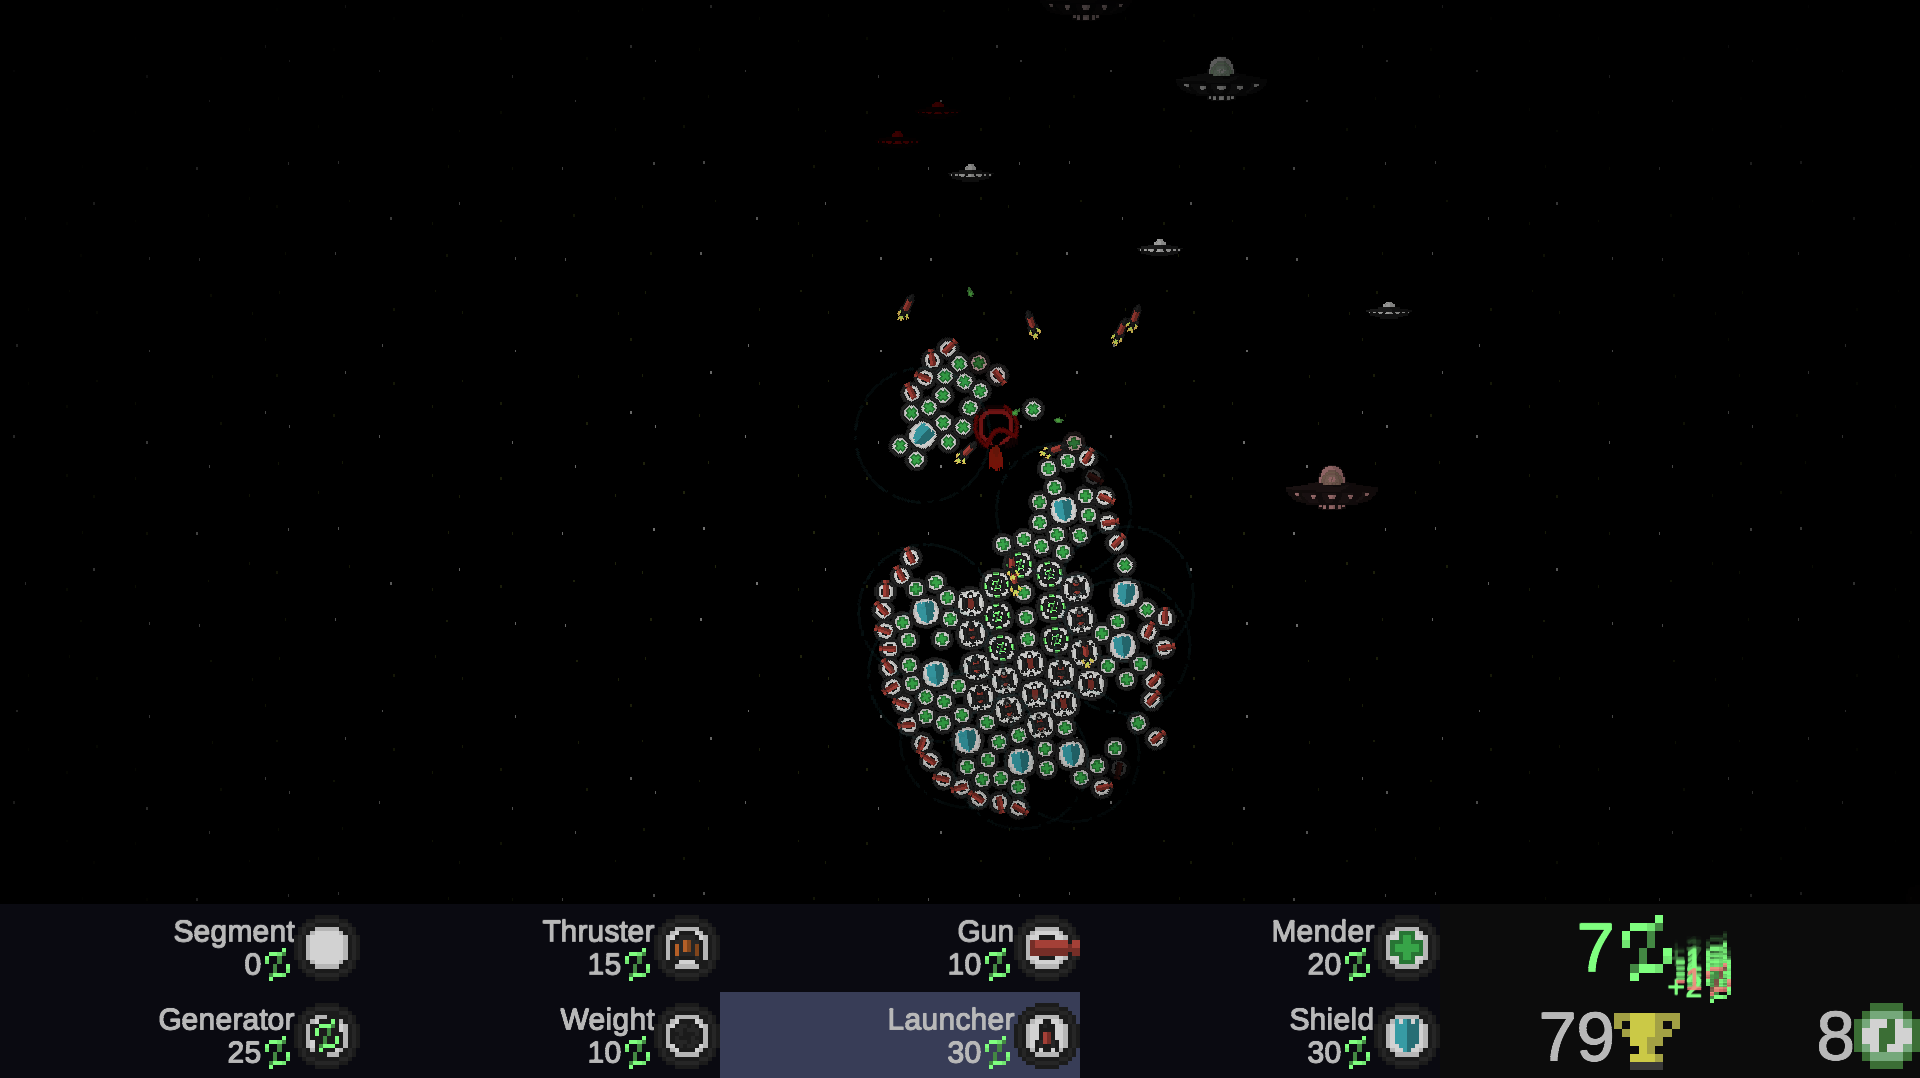 Segment
0
Thruster
15
Gun
10
Mender
20
7
Generator
25
Weight
10
Launcher
30
Shield
30
79
8